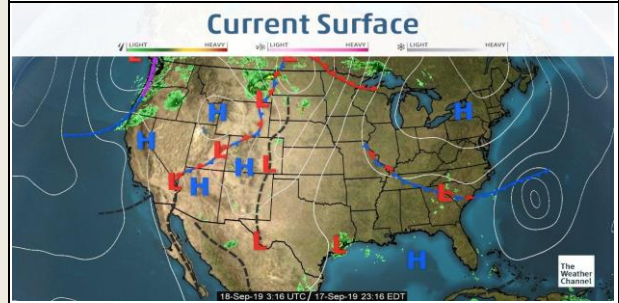 Current Surface
LIGHT HEAVY LIGHT HEAVY LIGHT HEAVY
L
L
L
H
H
H
L
H
L
L
H
L
L
L
H
The
Weather
Channel
18-Sep-19 3:16 UTC/ 17-Sep-19 23:16 EDT